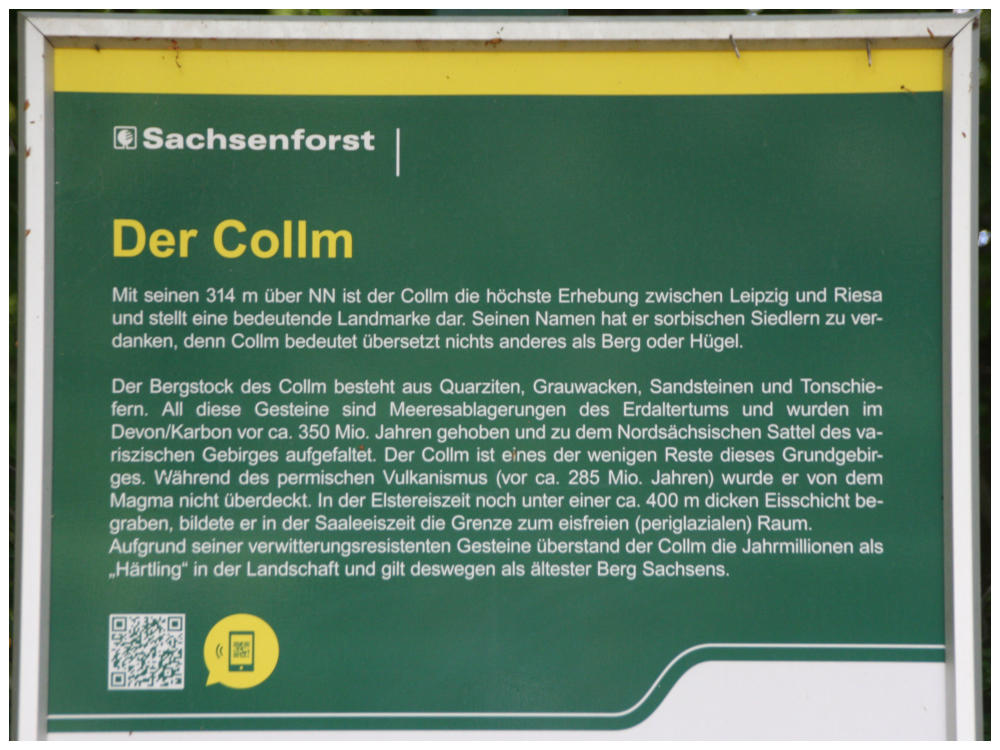 Sachsenforst
Der Collm
Mit seinen 314 m über NN ist der Collm die höchste Erhebung zwischen Leipzig und Riesa
und stellt eine bedeutende Landmarke dar. Seinen Namen hat er sorbischen Siedlern zu ver-
danken, denn Collm bedeutet übersetzt nichts anderes als Berg oder Hügel.
Der Bergstock des Collm besteht aus Quarziten, Grauwacken, Sandsteinen und Tonschie-
fern. All diese Gesteine sind Meeresablagerungen des Erdaltertums und wurden im
Devon/Karbon vor ca. 350 Mio. Jahren gehoben und zu dem Nordsächsischen Sattel des va-
riszischen Gebirges aufgefaltet. Der Collm ist eines der wenigen Reste dieses Grundgebir-
ges. Während des permischen Vulkanismus (vor ca. 285 Mio. Jahren) wurde er von dem
Magma nicht überdeckt. In der Elstereiszeit noch unter einer ca. 400 m dicken Eisschicht be-
graben, bildete er in der Saaleeiszeit die Grenze zum eisfreien (periglazialen) Raum.
Aufgrund seiner verwitterungsresistenten Gesteine überstand der Collm die Jahrmillionen als
„Härtling“ in der Landschaft und gilt deswegen als ältester Berg Sachsens.